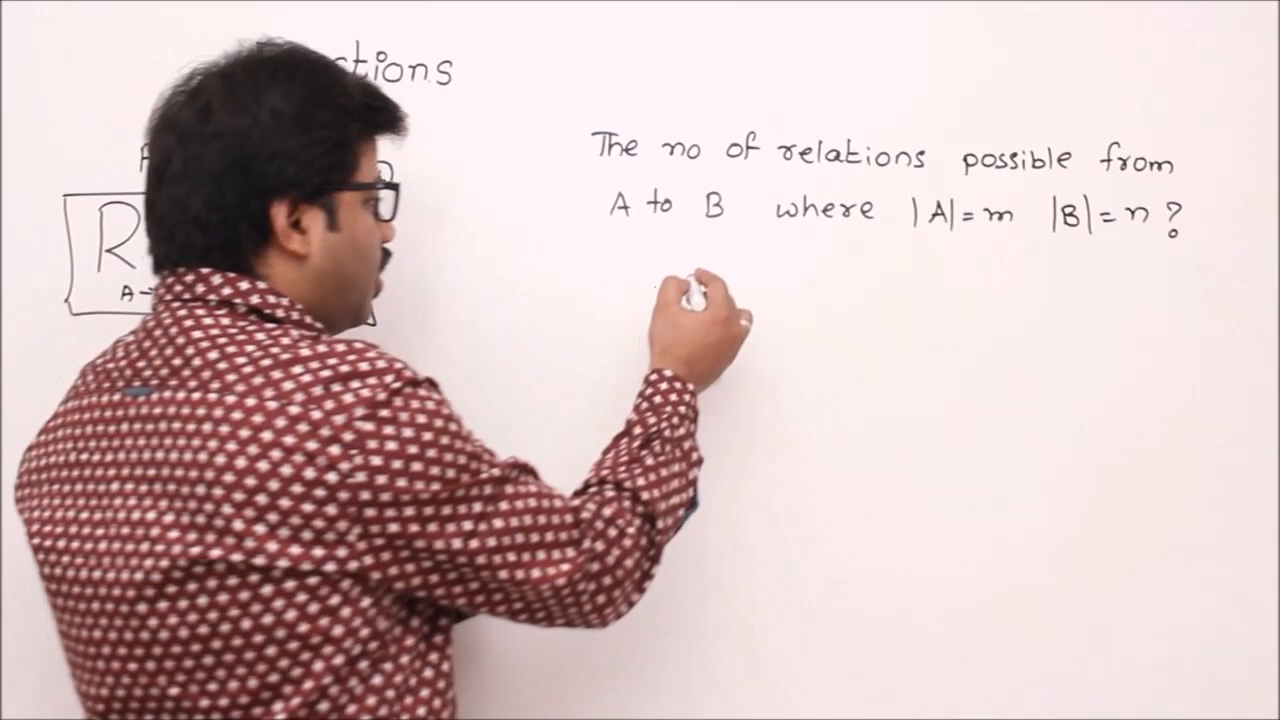 ctions
The no of relations possible from
A to B where |A|=m |B|=n ?
R
A